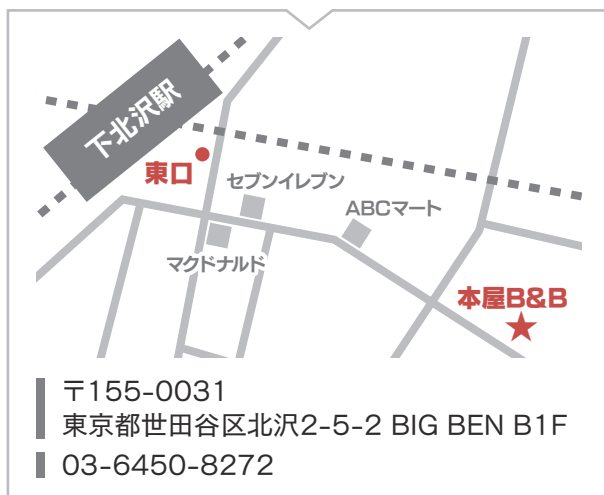 下北沢駅
東口
セブンイレブン
ABCマート
マクドナルド
本屋B&B
〒155-0031
東京都世田谷区北沢2-5-2 BIG BEN B1F
03-6450-8272